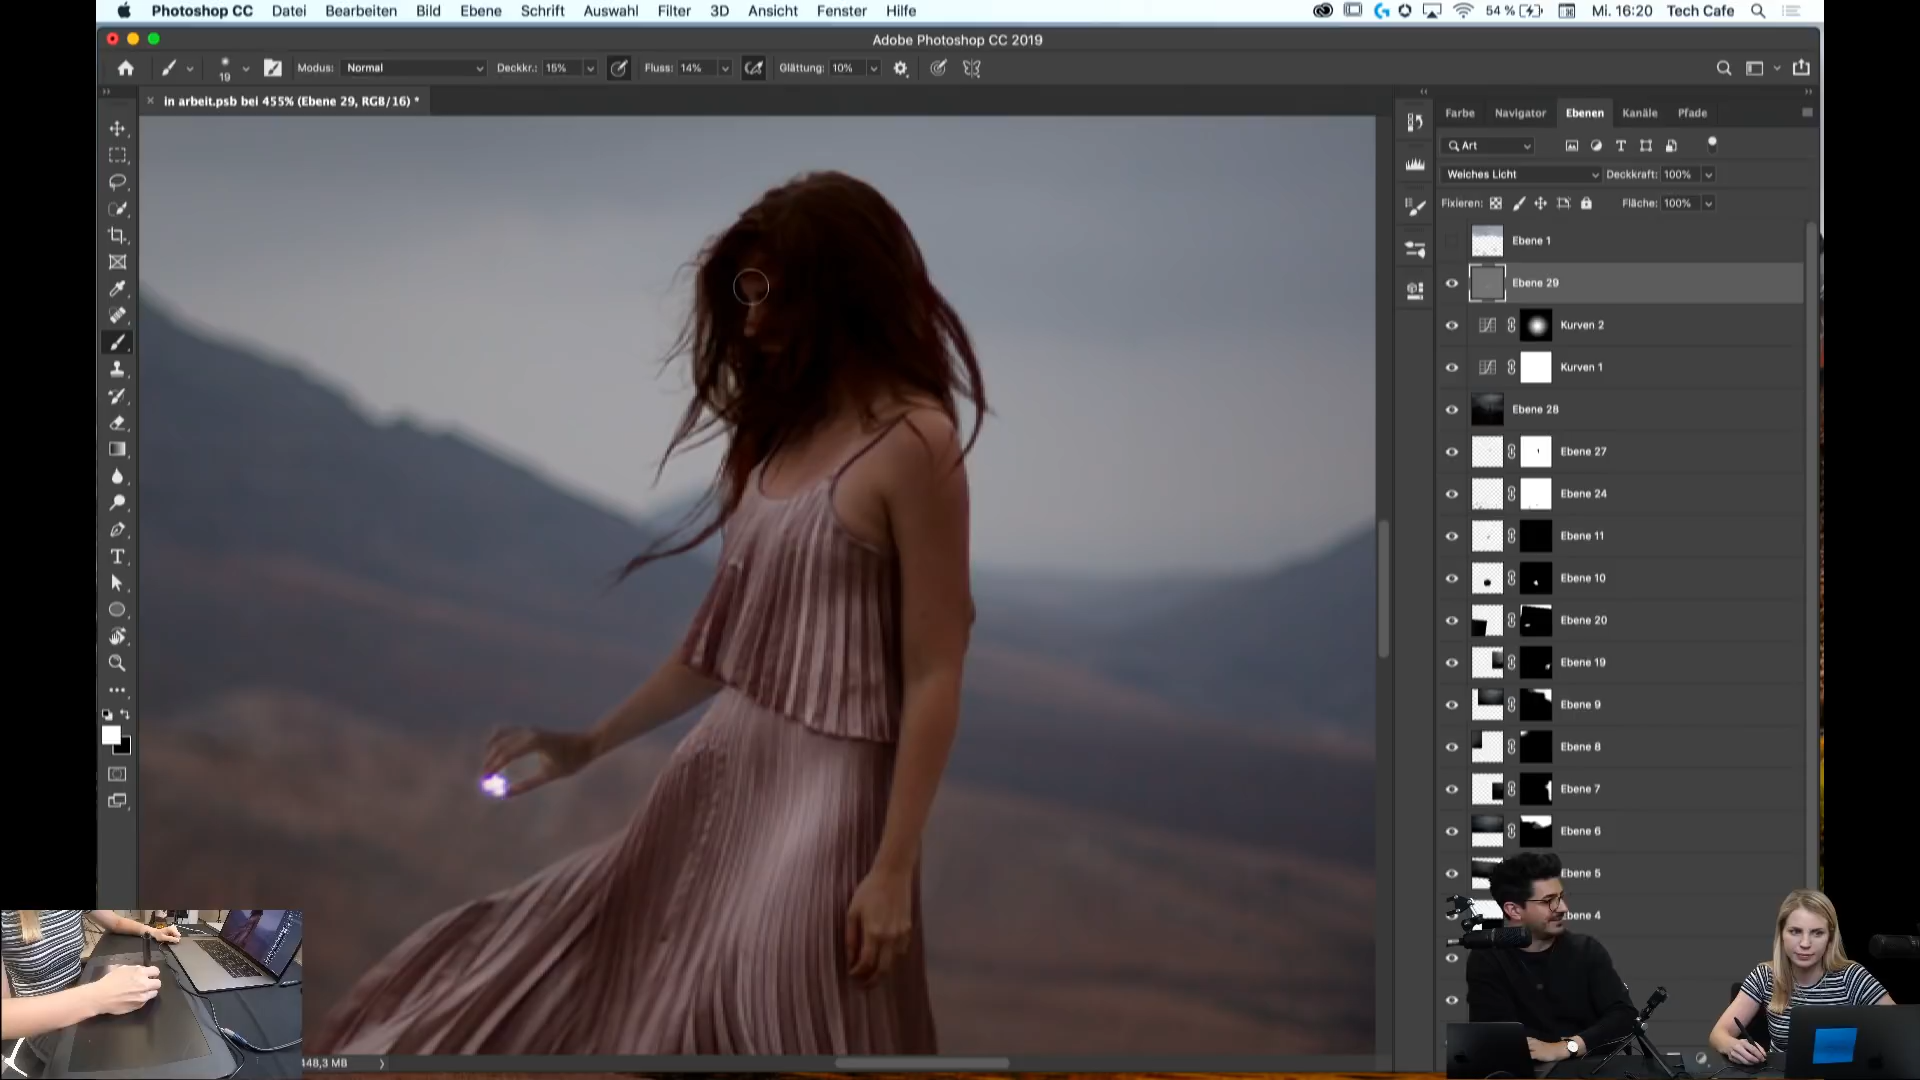 Photoshop CC Datei Bearbeiten Bild Ebene Schrift Auswahl Filter 3D Ansicht Fenster Hilfe 54 % Mi. 16:20 Tech Cafe
Adobe Photoshop CC 2019
19 Modus: Normal Deckkr.: 15% Fluss: 14% Glättung: 10%
in arbeit.psb bei 455% (Ebene 29, RGB/16) *
Farbe Navigator Ebenen Kanäle Pfade
Art
Weiches Licht Deckkraft: 100%
Fixieren: Fläche: 100%
Ebene 1
Ebene 29
Kurven 2
Kurven 1
Ebene 28
Ebene 27
Ebene 24
Ebene 11
Ebene 10
Ebene 20
Ebene 19
Ebene 9
Ebene 8
Ebene 7
Ebene 6
Ebene 5
bene 4
448,3 MB